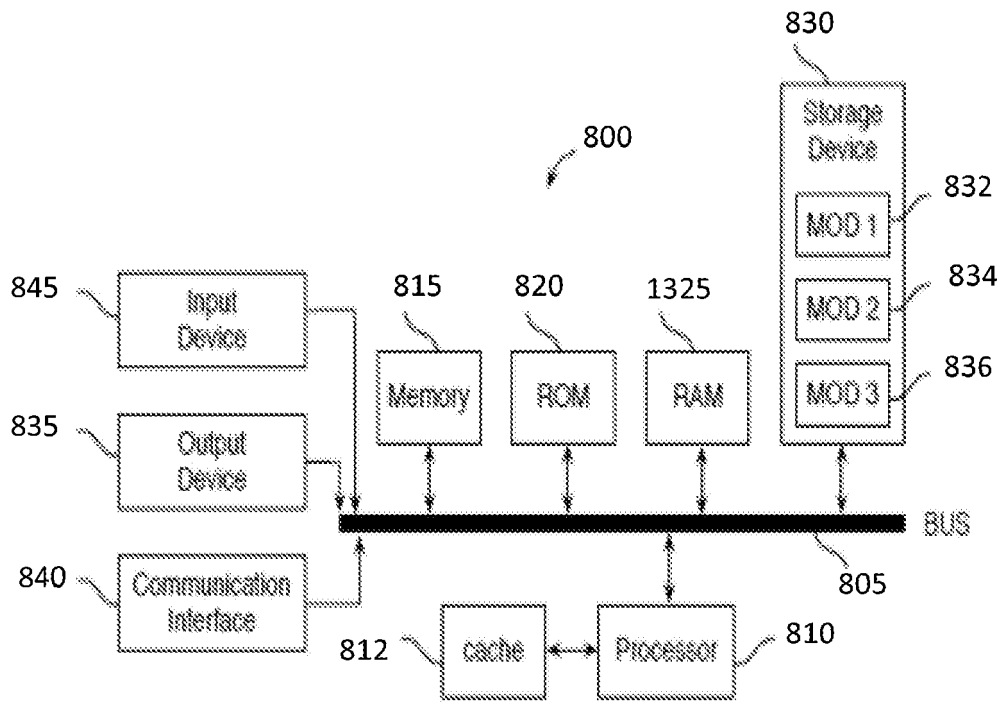 830
Storage
Device
800
832
MOD 1
845
Input
Device
815
820
1325
834
MOD 2
836
MOD 3
Memory
ROM
RAM
835
Output
Device
BUS
805
840
Communication
Interface
812
cache
Processor
810